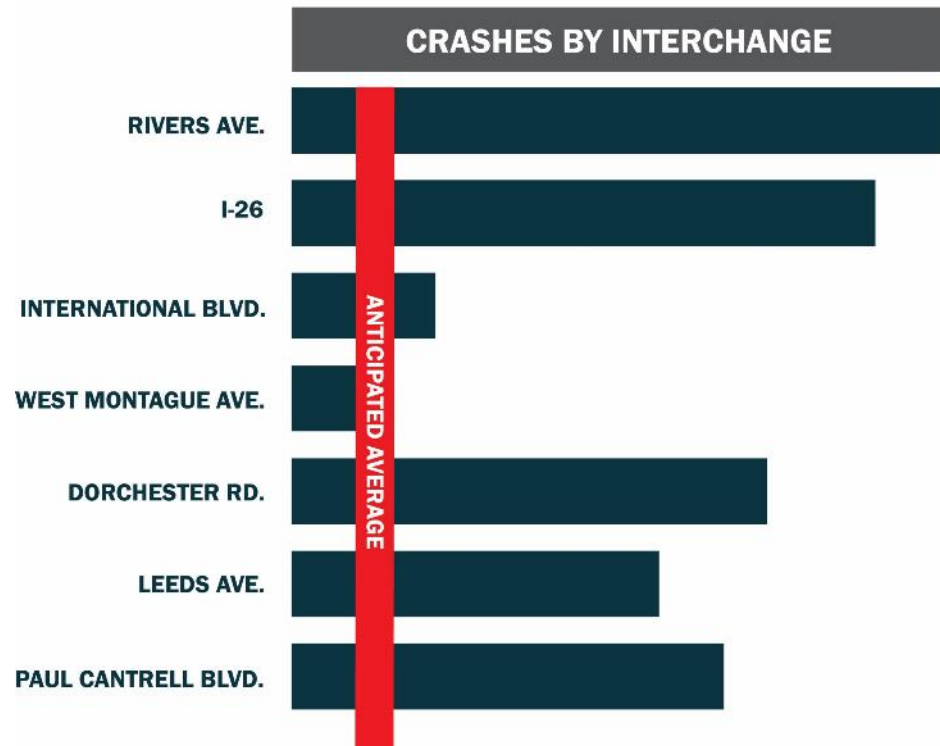 CRASHES BY INTERCHANGE
RIVERS AVE.
I-26
INTERNATIONAL BLVD.
WEST MONTAGUE AVE.
DORCHESTER RD.
LEEDS AVE.
PAUL CANTRELL BLVD.
ANTICIPATED AVERAGE